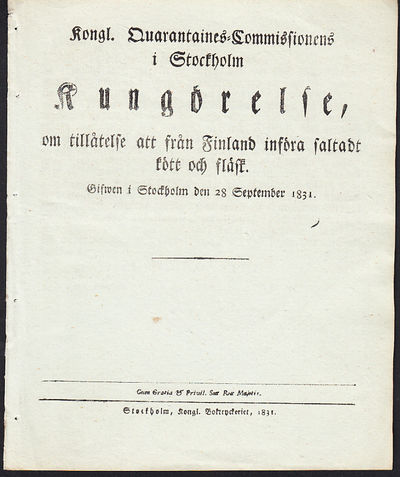 Kongl. Quarantaines-Commissionens
i Stockholm
Kungörelse,
om tillåtelse att från Finland införa saltadt
kött och fläsk.
Gifwen i Stockholm den 28 September 1831.
Cum Gratia & Privil. Sac. Reg. Majestis.
Stockholm, Kongl. Boktryckeriet, 1831.